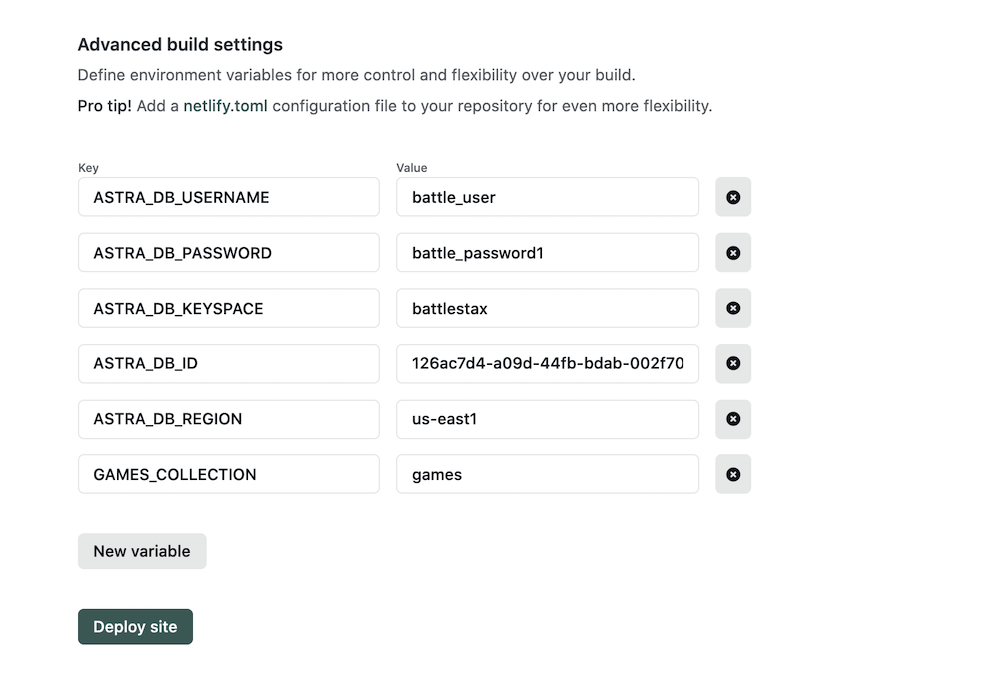 Advanced build settings
Define environment variables for more control and flexibility over your build.
Pro tip! Add a netlify.toml configuration file to your repository for even more flexibility.
Key Value
ASTRA_DB_USERNAME battle_user
ASTRA_DB_PASSWORD battle_password1
ASTRA_DB_KEYSPACE battlestax
ASTRA_DB_ID 126ac7d4-a09d-44fb-bdab-002f70
ASTRA_DB_REGION us-east1
GAMES_COLLECTION games
New variable
Deploy site